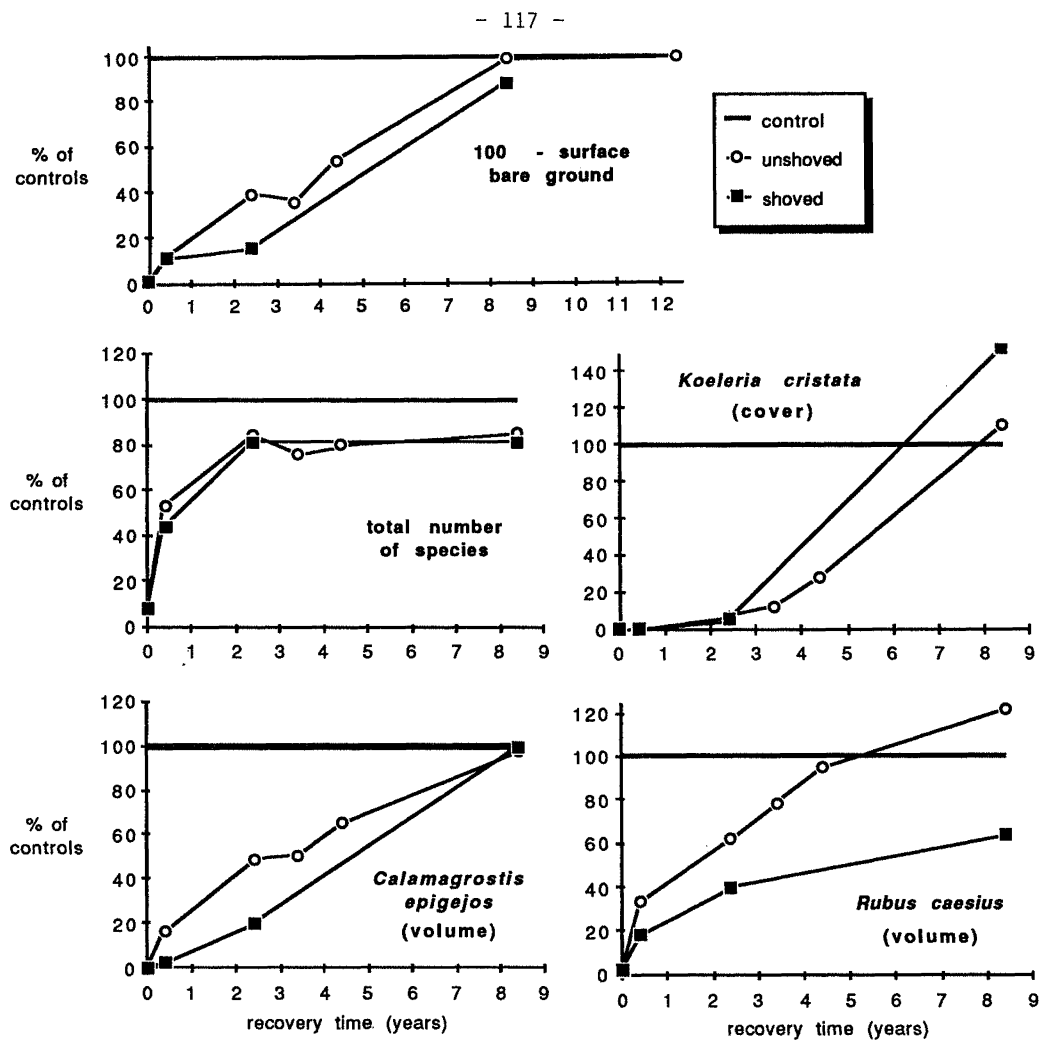 - 117 -
100
80
60
40
20
0
% of
controls
100 - surface
bare ground
0 1 2 3 4 5 6 7 8 9 10 11 12
control
unshoved
shoved
120
100
80
60
40
20
0
% of
controls
total number
of species
0 1 2 3 4 5 6 7 8 9
140
120
100
80
60
40
20
0
Koeleria cristata
(cover)
0 1 2 3 4 5 6 7 8 9
120
100
80
60
40
20
0
% of
controls
Calamagrostis
epigejos
(volume)
0 1 2 3 4 5 6 7 8 9
recovery time (years)
120
100
80
60
40
20
0
Rubus caesius
(volume)
0 1 2 3 4 5 6 7 8 9
recovery time (years)